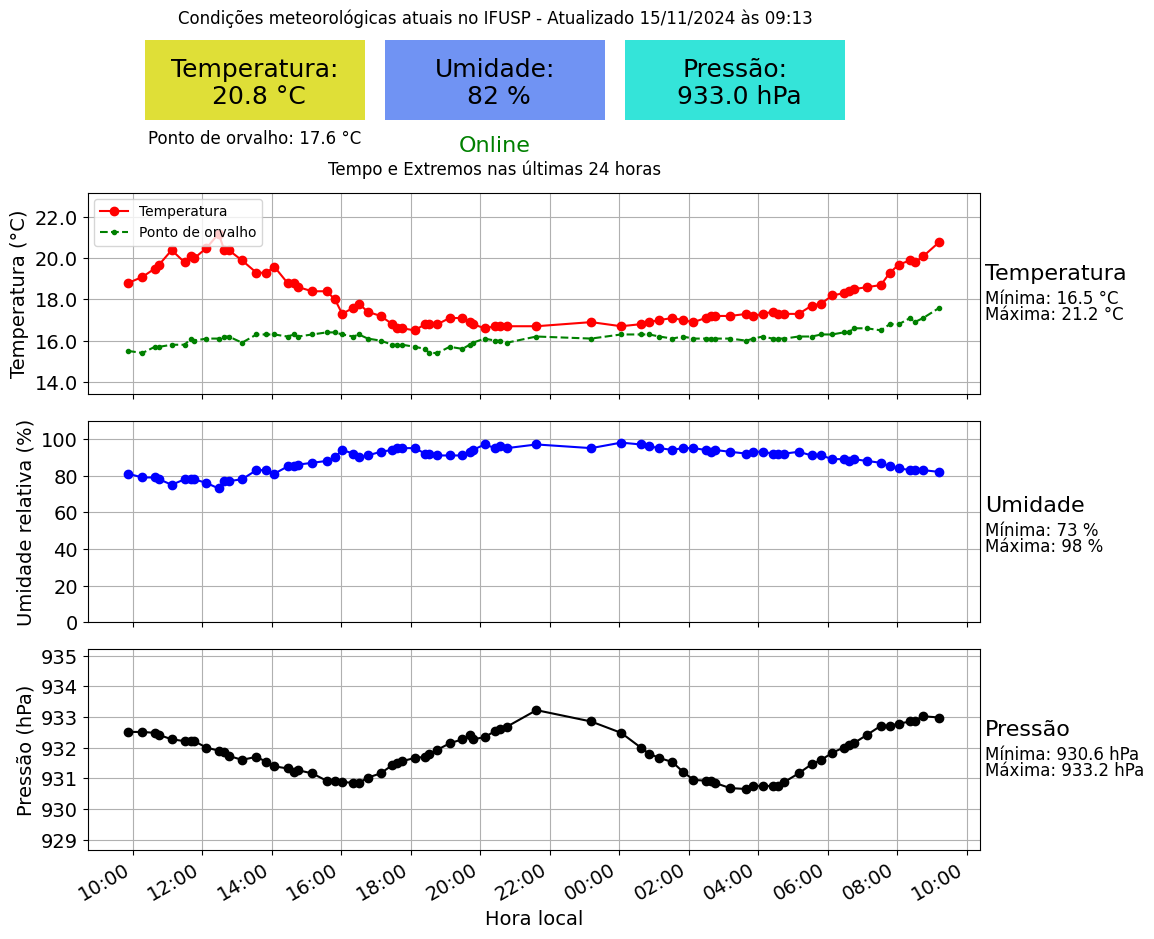 Condições meteorológicas atuais no IFUSP - Atualizado 15/11/2024 às 09:13
Temperatura:
20.8 °C
Umidade:
82 %
Pressão:
933.0 hPa
Ponto de orvalho: 17.6 °C
Online
Tempo e Extremos nas últimas 24 horas
Temperatura (°C)
22.0
20.0
18.0
16.0
14.0
Temperatura
Ponto de orvalho
Temperatura
Mínima: 16.5 °C
Máxima: 21.2 °C
Umidade relativa (%)
100
80
60
40
20
0
Umidade
Mínima: 73 %
Máxima: 98 %
Pressão (hPa)
935
934
933
932
931
930
929
Pressão
Mínima: 930.6 hPa
Máxima: 933.2 hPa
10:00 12:00 14:00 16:00 18:00 20:00 22:00 00:00 02:00 04:00 06:00 08:00 10:00
Hora local